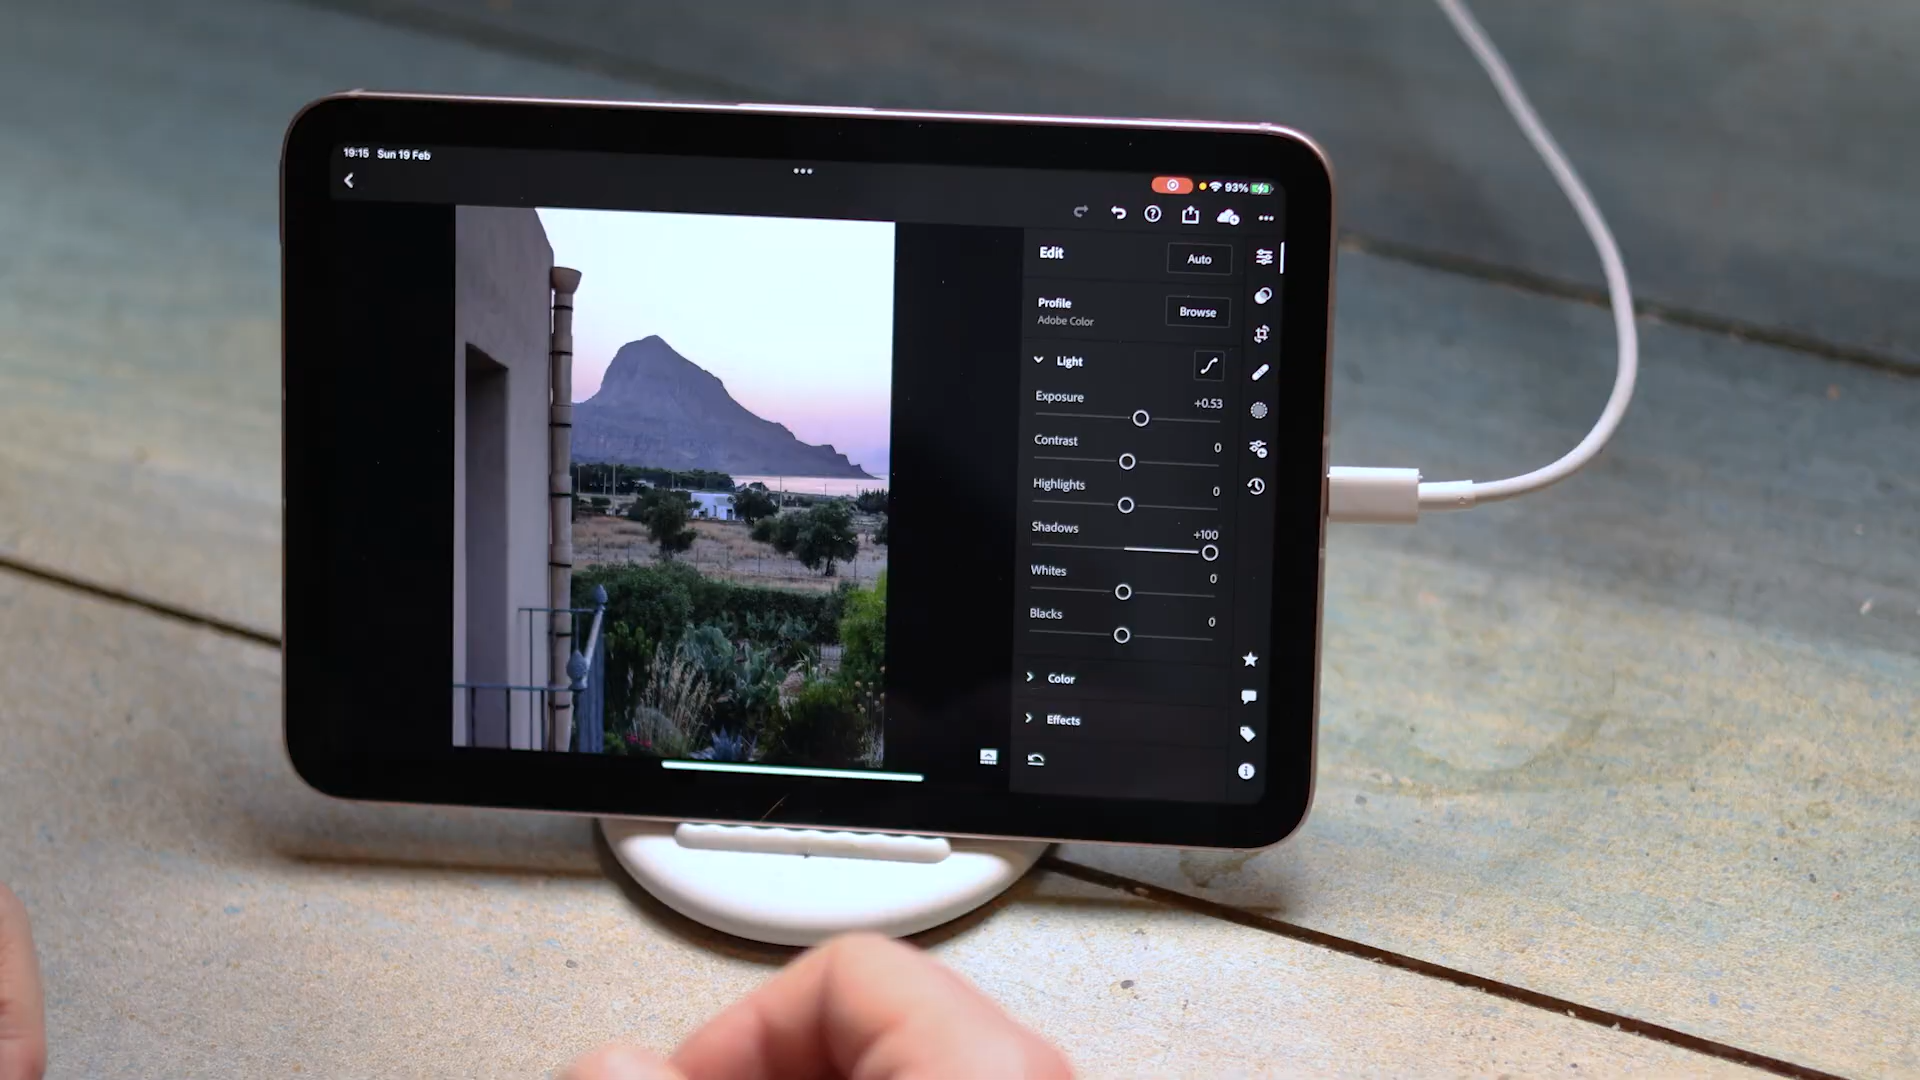 19:15 Sun 19 Feb
93%
Edit
Auto
Profile
Adobe Color
Browse
Light
Exposure
+0.53
Contrast
0
Highlights
0
Shadows
+100
Whites
0
Blacks
0
Color
Effects